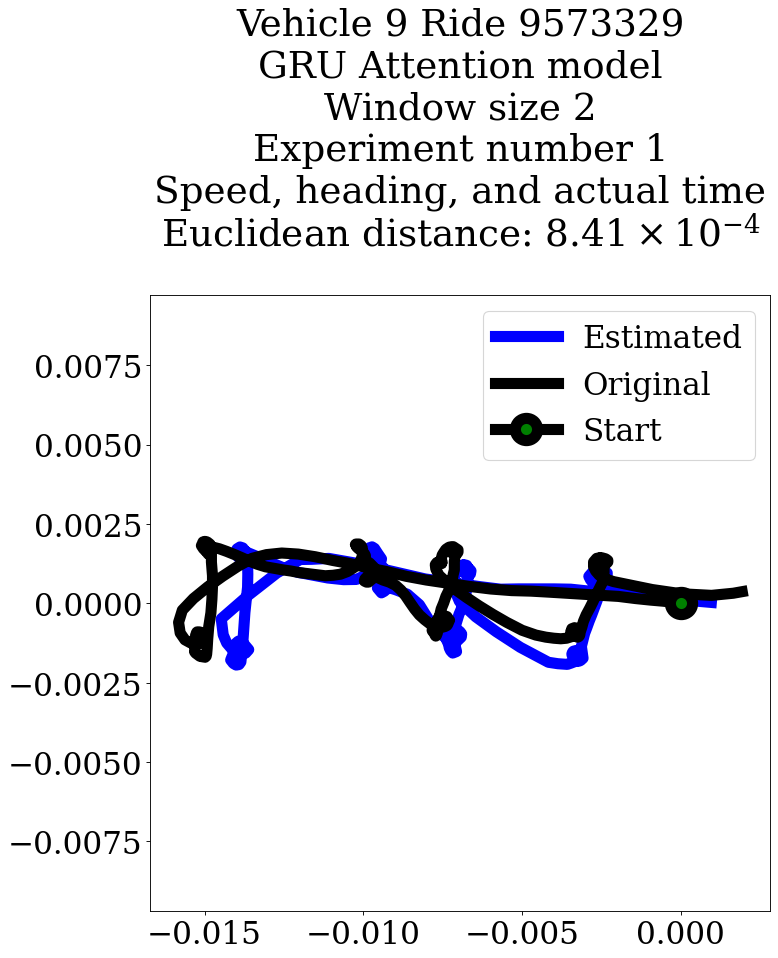 Vehicle 9 Ride 9573329
GRU Attention model
Window size 2
Experiment number 1
Speed, heading, and actual time
Euclidean distance: 8.41 × 10⁻⁴
Estimated
Original
Start
0.0075
0.0050
0.0025
0.0000
−0.0025
−0.0050
−0.0075
−0.015 −0.010 −0.005 0.000